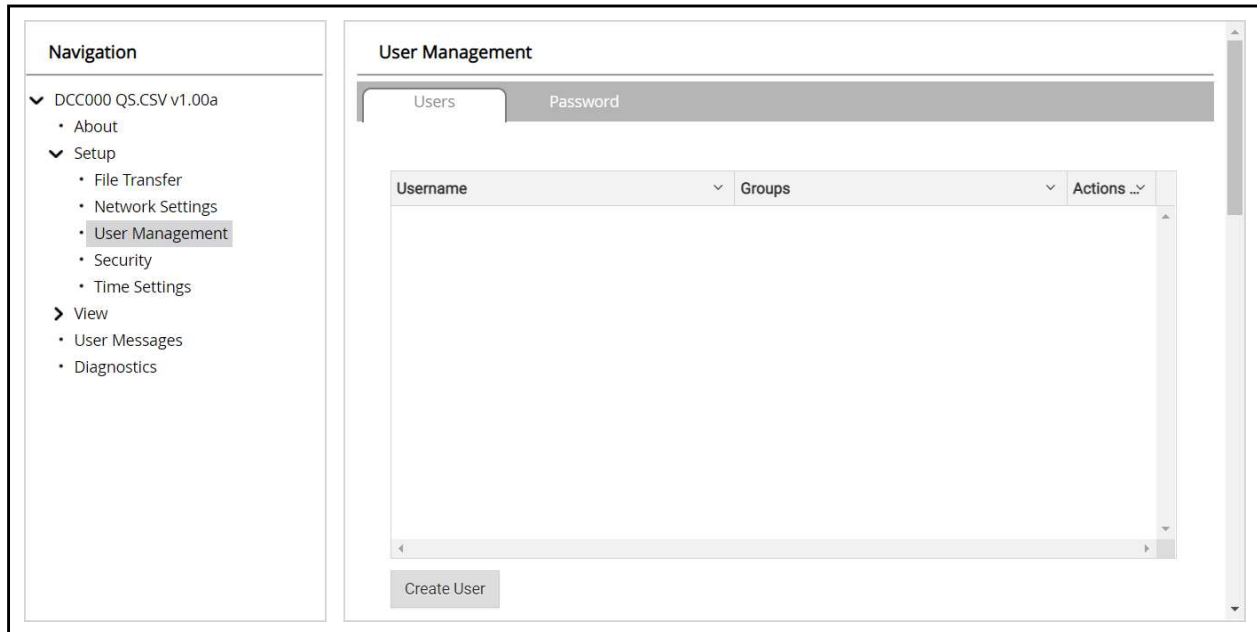 Navigation
DCC000 QS.CSV v1.00a
About
Setup
File Transfer
Network Settings
User Management
Security
Time Settings
View
User Messages
Diagnostics
User Management
Users Password
Username Groups Actions ...
Create User